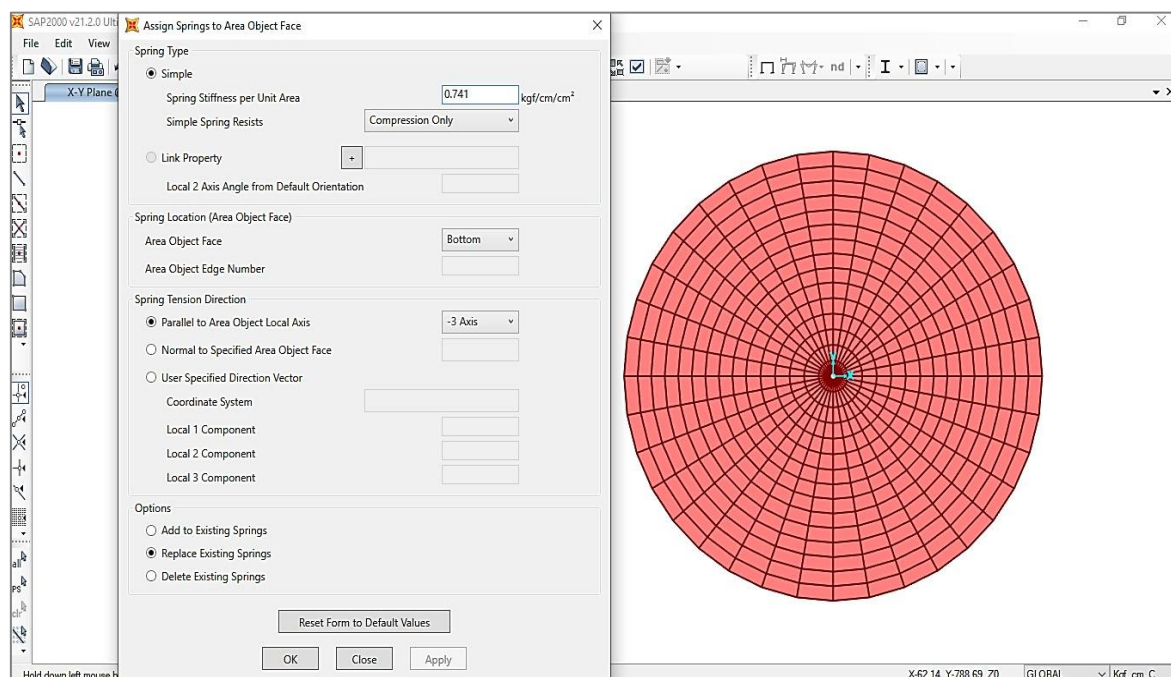 SAP2000 v21.2.0 Ulti
File Edit View
X-Y Plane @
Assign Springs to Area Object Face
Spring Type
Simple
Spring Stiffness per Unit Area 0.741 kgf/cm/cm²
Simple Spring Resists Compression Only
Link Property +
Local 2 Axis Angle from Default Orientation
Spring Location (Area Object Face)
Area Object Face Bottom
Area Object Edge Number
Spring Tension Direction
Parallel to Area Object Local Axis -3 Axis
Normal to Specified Area Object Face
User Specified Direction Vector
Coordinate System
Local 1 Component
Local 2 Component
Local 3 Component
Options
Add to Existing Springs
Replace Existing Springs
Delete Existing Springs
Reset Form to Default Values
OK Close Apply
nd
I
Y
X
all
PS
clr
Hold down left mouse b
X-62.14 Y-788.69 Z0 GLOBAL Kgf, cm, C